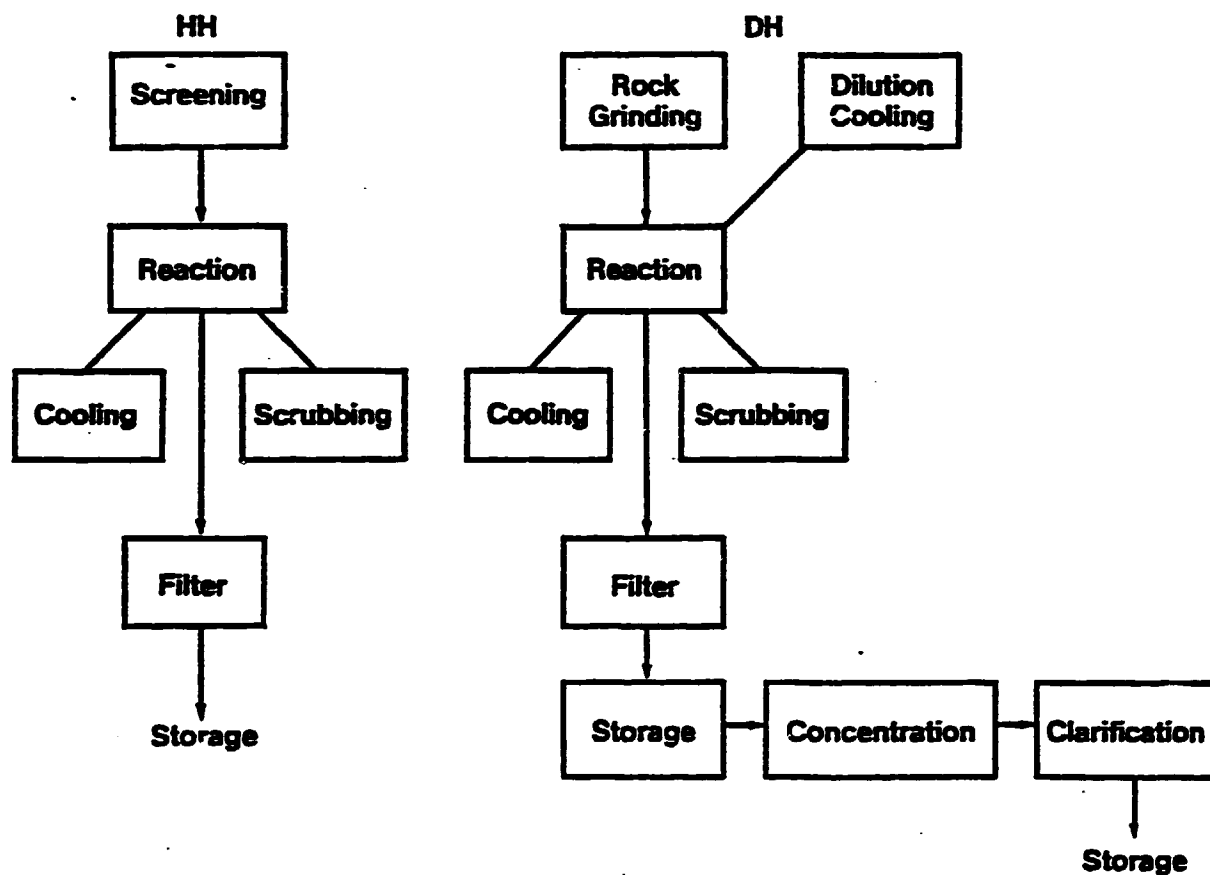 HH
Screening
Reaction
Cooling
Scrubbing
Filter
Storage
DH
Rock
Grinding
Dilution
Cooling
Reaction
Cooling
Scrubbing
Filter
Storage
Concentration
Clarification
Storage